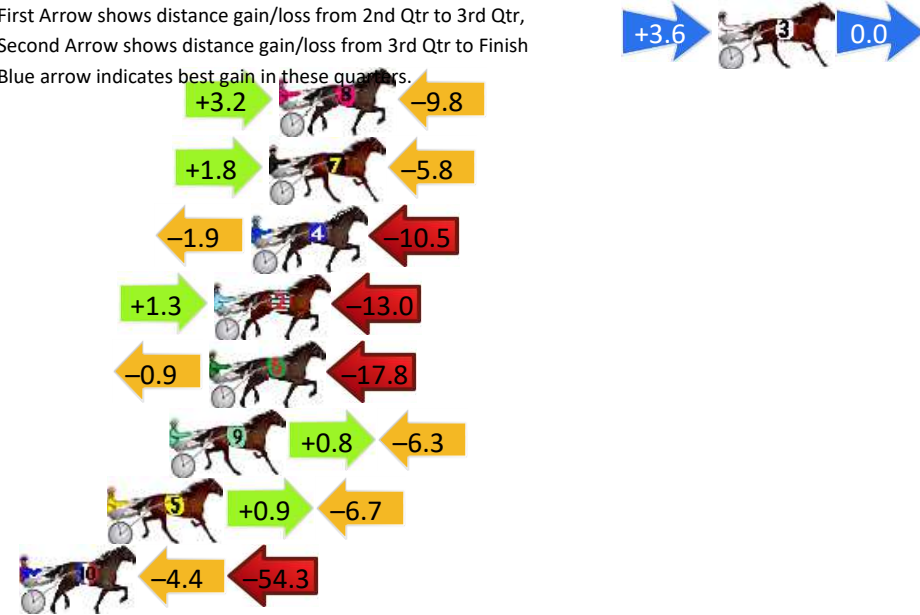 First Arrow shows distance gain/loss from 2nd Qtr to 3rd Qtr,
Second Arrow shows distance gain/loss from 3rd Qtr to Finish
Blue arrow indicates best gain in these quarters.
+3.6 3 0.0
+3.2 8 –9.8
+1.8 7 –5.8
–1.9 4 –10.5
+1.3 –13.0
–0.9 –17.8
9 +0.8 –6.3
5 +0.9 –6.7
10 –4.4 –54.3